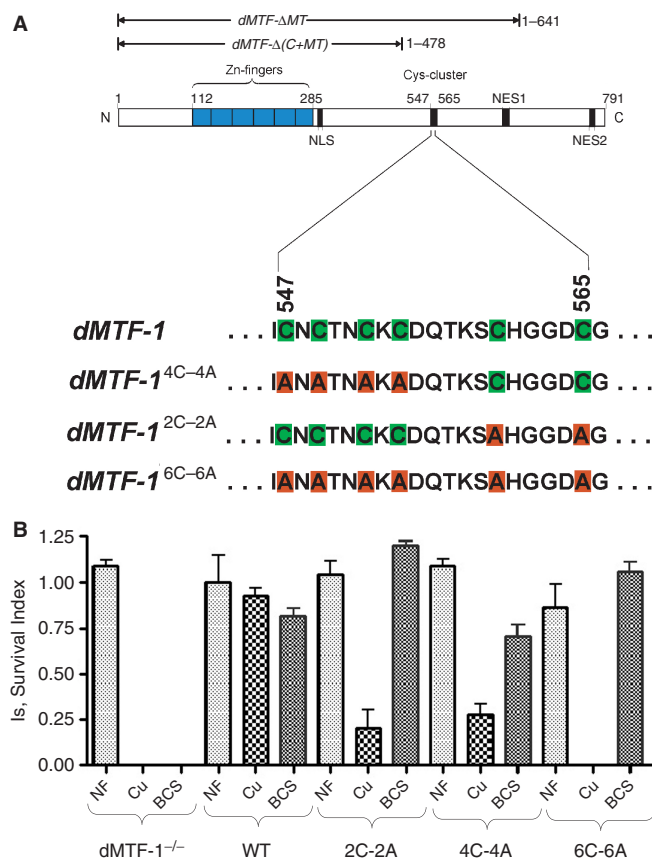 A
dMTF-ΔMT 1–641
dMTF-Δ(C+MT) 1–478
Zn-fingers Cys-cluster
1 112 285 547 565 NES1 791
N C
NLS NES2
547 565
dMTF-1 . . . ICNCTNCKCDQTKSCHGGDCG . . .
dMTF-1 4C–4A . . . IANATNAKADQTKSCHGGDCG . . .
dMTF-1 2C–2A . . . ICNCTNCKCDQTKSAHGGDAG . . .
dMTF-1 6C–6A . . . IANATNAKADQTKSAHGGDAG . . .
B
Is, Survival Index
1.25
1.00
0.75
0.50
0.25
0.00
NF Cu BCS NF Cu BCS NF Cu BCS NF Cu BCS NF Cu BCS
dMTF-1–/– WT 2C-2A 4C-4A 6C-6A